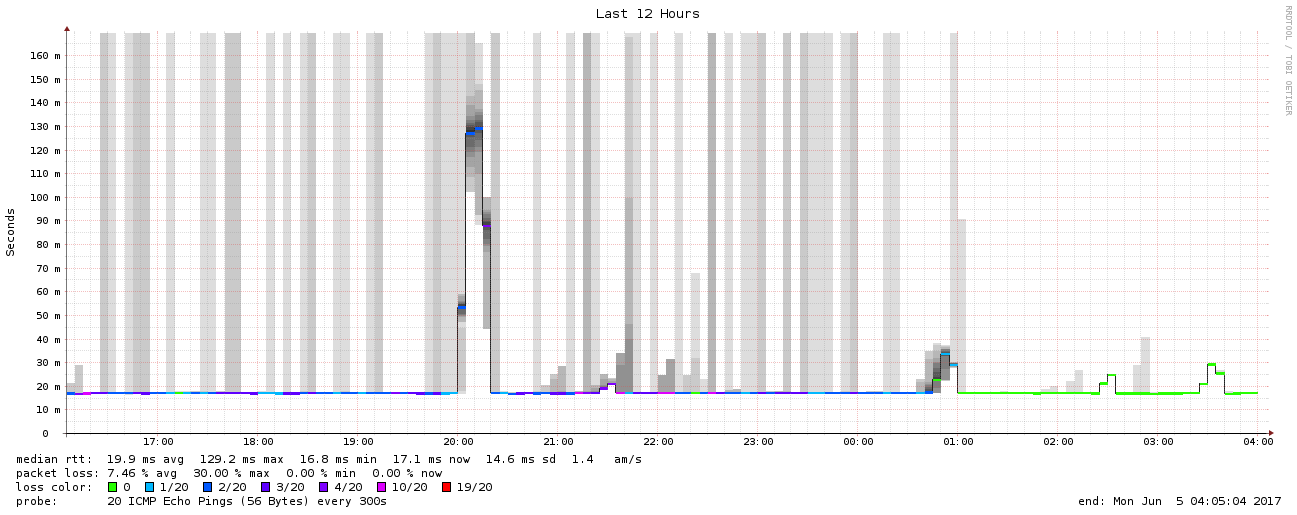 Last 12 Hours
RRDTOOL / TOBI OETIKER
Seconds
160 m
150 m
140 m
130 m
120 m
110 m
100 m
90 m
80 m
70 m
60 m
50 m
40 m
30 m
20 m
10 m
0
17:00 18:00 19:00 20:00 21:00 22:00 23:00 00:00 01:00 02:00 03:00 04:00
median rtt: 19.9 ms avg 129.2 ms max 16.8 ms min 17.1 ms now 14.6 ms sd 1.4 am/s
packet loss: 7.46 % avg 30.00 % max 0.00 % min 0.00 % now
loss color: 0 1/20 2/20 3/20 4/20 10/20 19/20
probe: 20 ICMP Echo Pings (56 Bytes) every 300s end: Mon Jun 5 04:05:04 2017